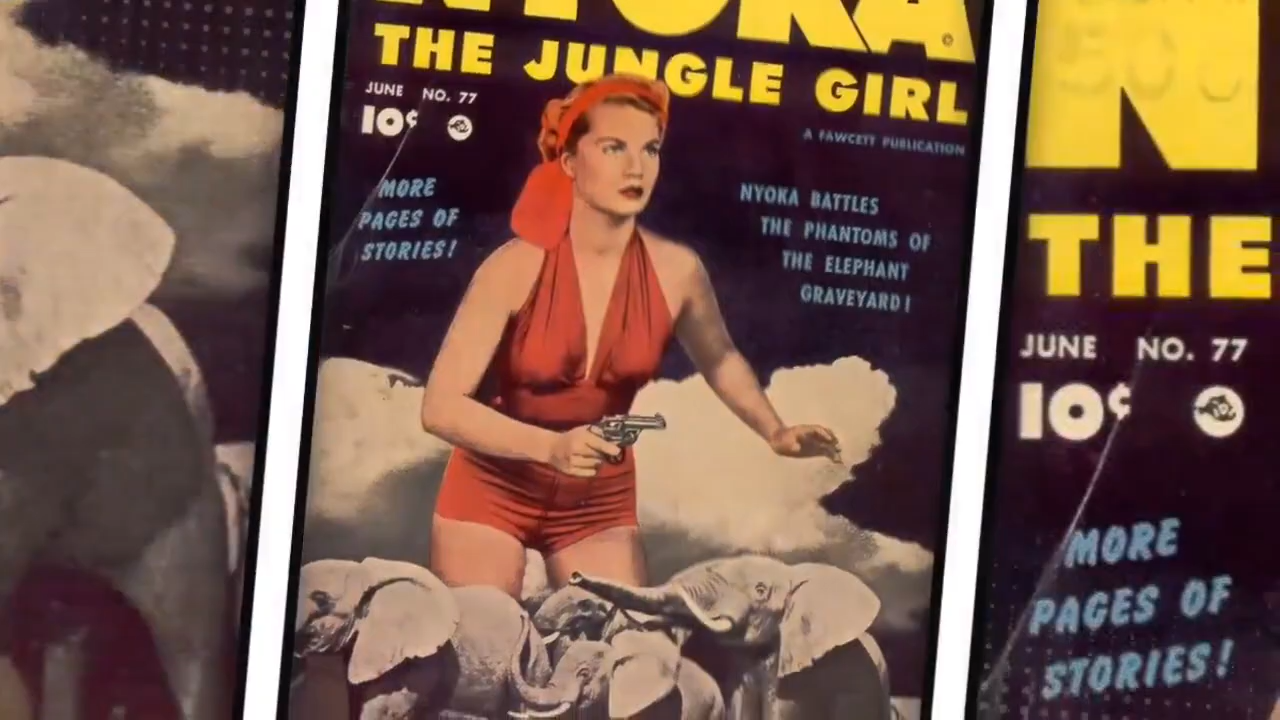 NYOKA
THE JUNGLE GIRL
JUNE NO. 77
10¢
A FAWCETT PUBLICATION
MORE
PAGES OF
STORIES!
NYOKA BATTLES
THE PHANTOMS OF
THE ELEPHANT
GRAVEYARD!
N
THE
JUNE NO. 77
10¢
MORE
PAGES OF
STORIES!